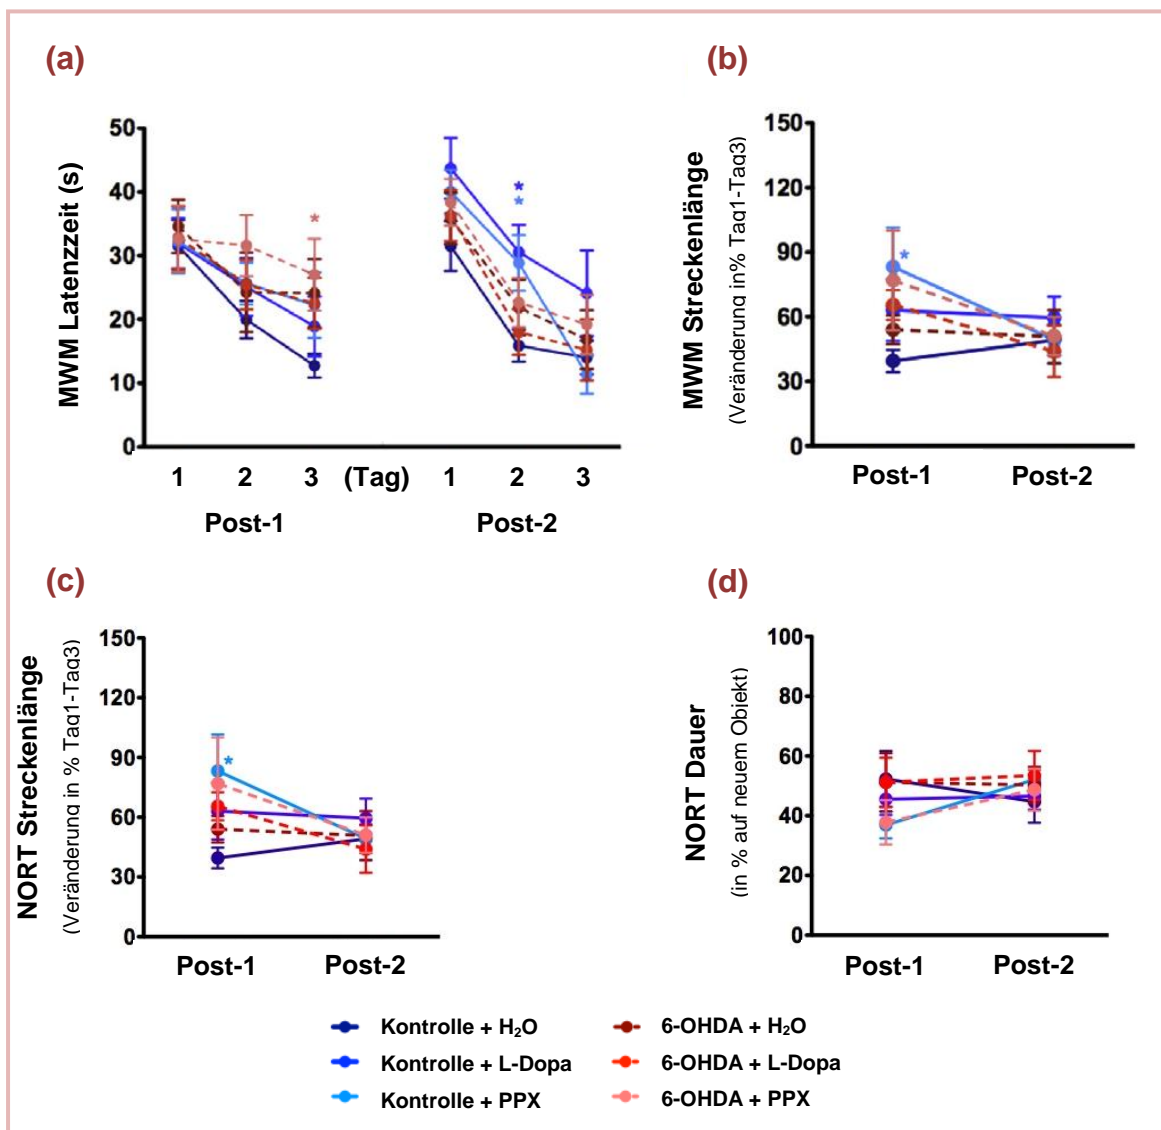 (a)
MWM Latenzzeit (s)
50
40
30
20
10
0
*
*
*
1 2 3 (Tag) 1 2 3
Post-1 Post-2
(b)
MWM Streckenlänge
(Veränderung in% Tag1-Tag3)
150
120
90
60
30
0
*
Post-1 Post-2
(c)
NORT Streckenlänge
(Veränderung in % Tag1-Tag3)
150
120
90
60
30
0
*
Post-1 Post-2
(d)
NORT Dauer
(in % auf neuem Objekt)
100
80
60
40
20
0
Post-1 Post-2
Kontrolle + H₂O
Kontrolle + L-Dopa
Kontrolle + PPX
6-OHDA + H₂O
6-OHDA + L-Dopa
6-OHDA + PPX